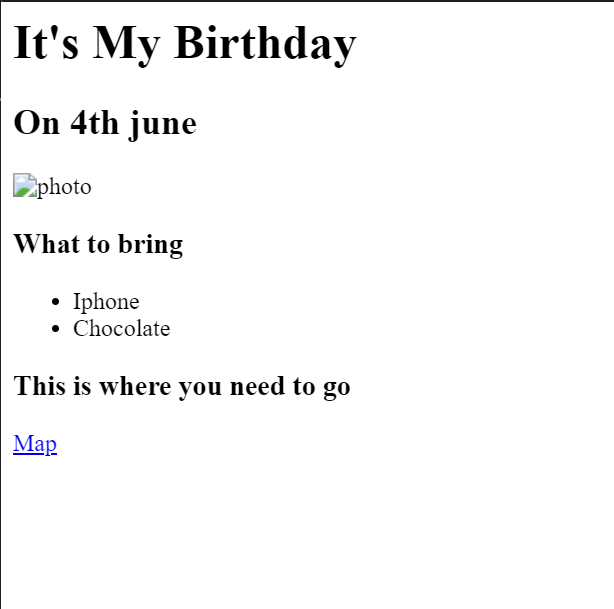 It's My Birthday
On 4th june
photo
What to bring
Iphone
Chocolate
This is where you need to go
Map